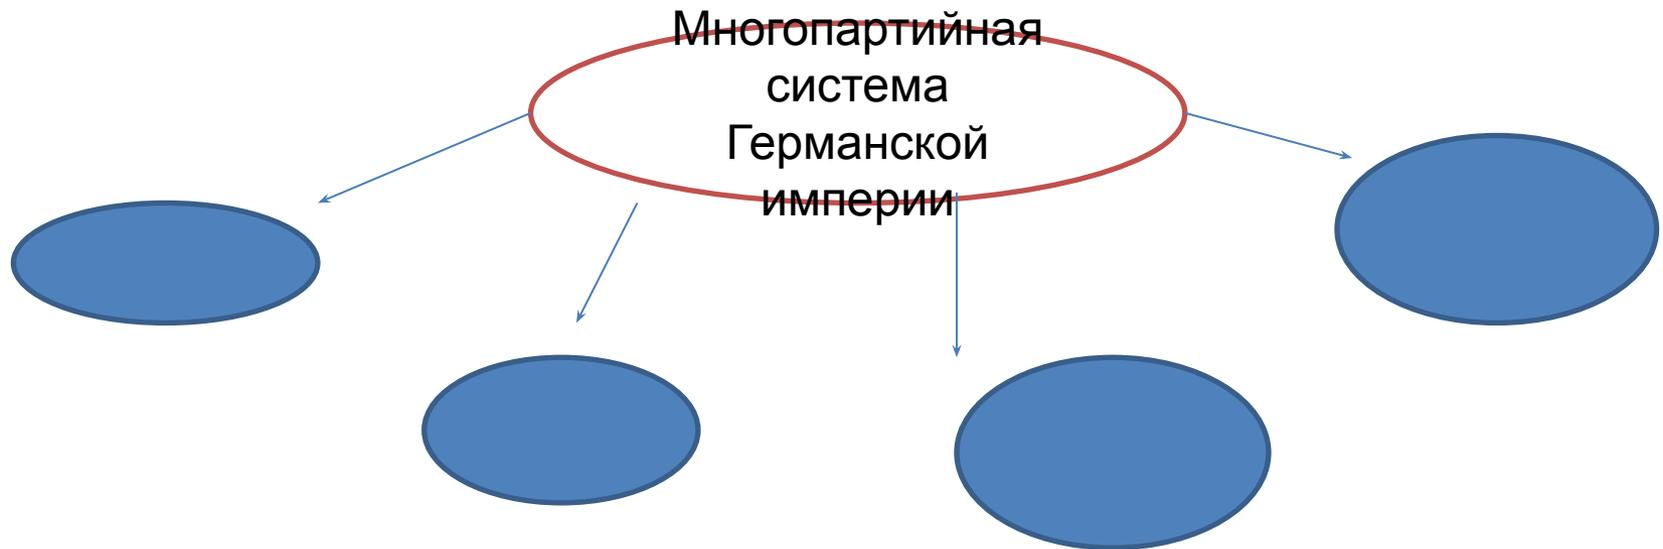 Многопартийная
система
Германской
империи